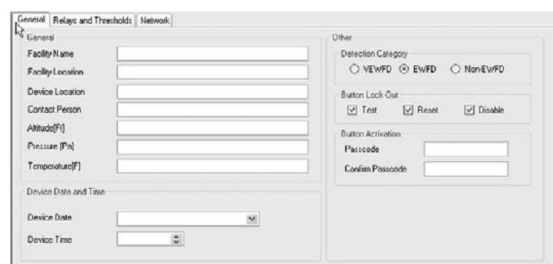 General Relays and Thresholds Network
General
Facility Name
Facility Location
Device Location
Contact Person
Altitude[Ft]
Pressure [Pa]
Temperature[F]
Device Date and Time
Device Date
Device Time
Other
Detection Category
VEWFD EWFD Non-EWFD
Button Lock Out
Test Reset Disable
Button Activation
Passcode
Confirm Passcode